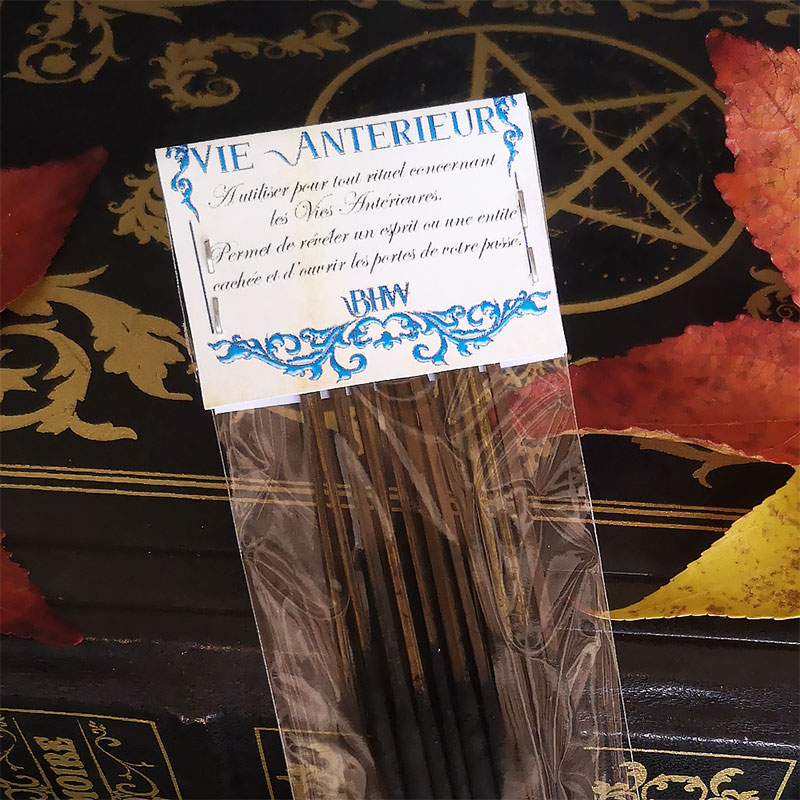 VIE ANTERIEUR
A utiliser pour tout rituel concernant
les Vies Antérieures.
Permet de révéler un esprit ou une entité
cachée et d'ouvrir les portes de votre passé.
BHW
MOIRE